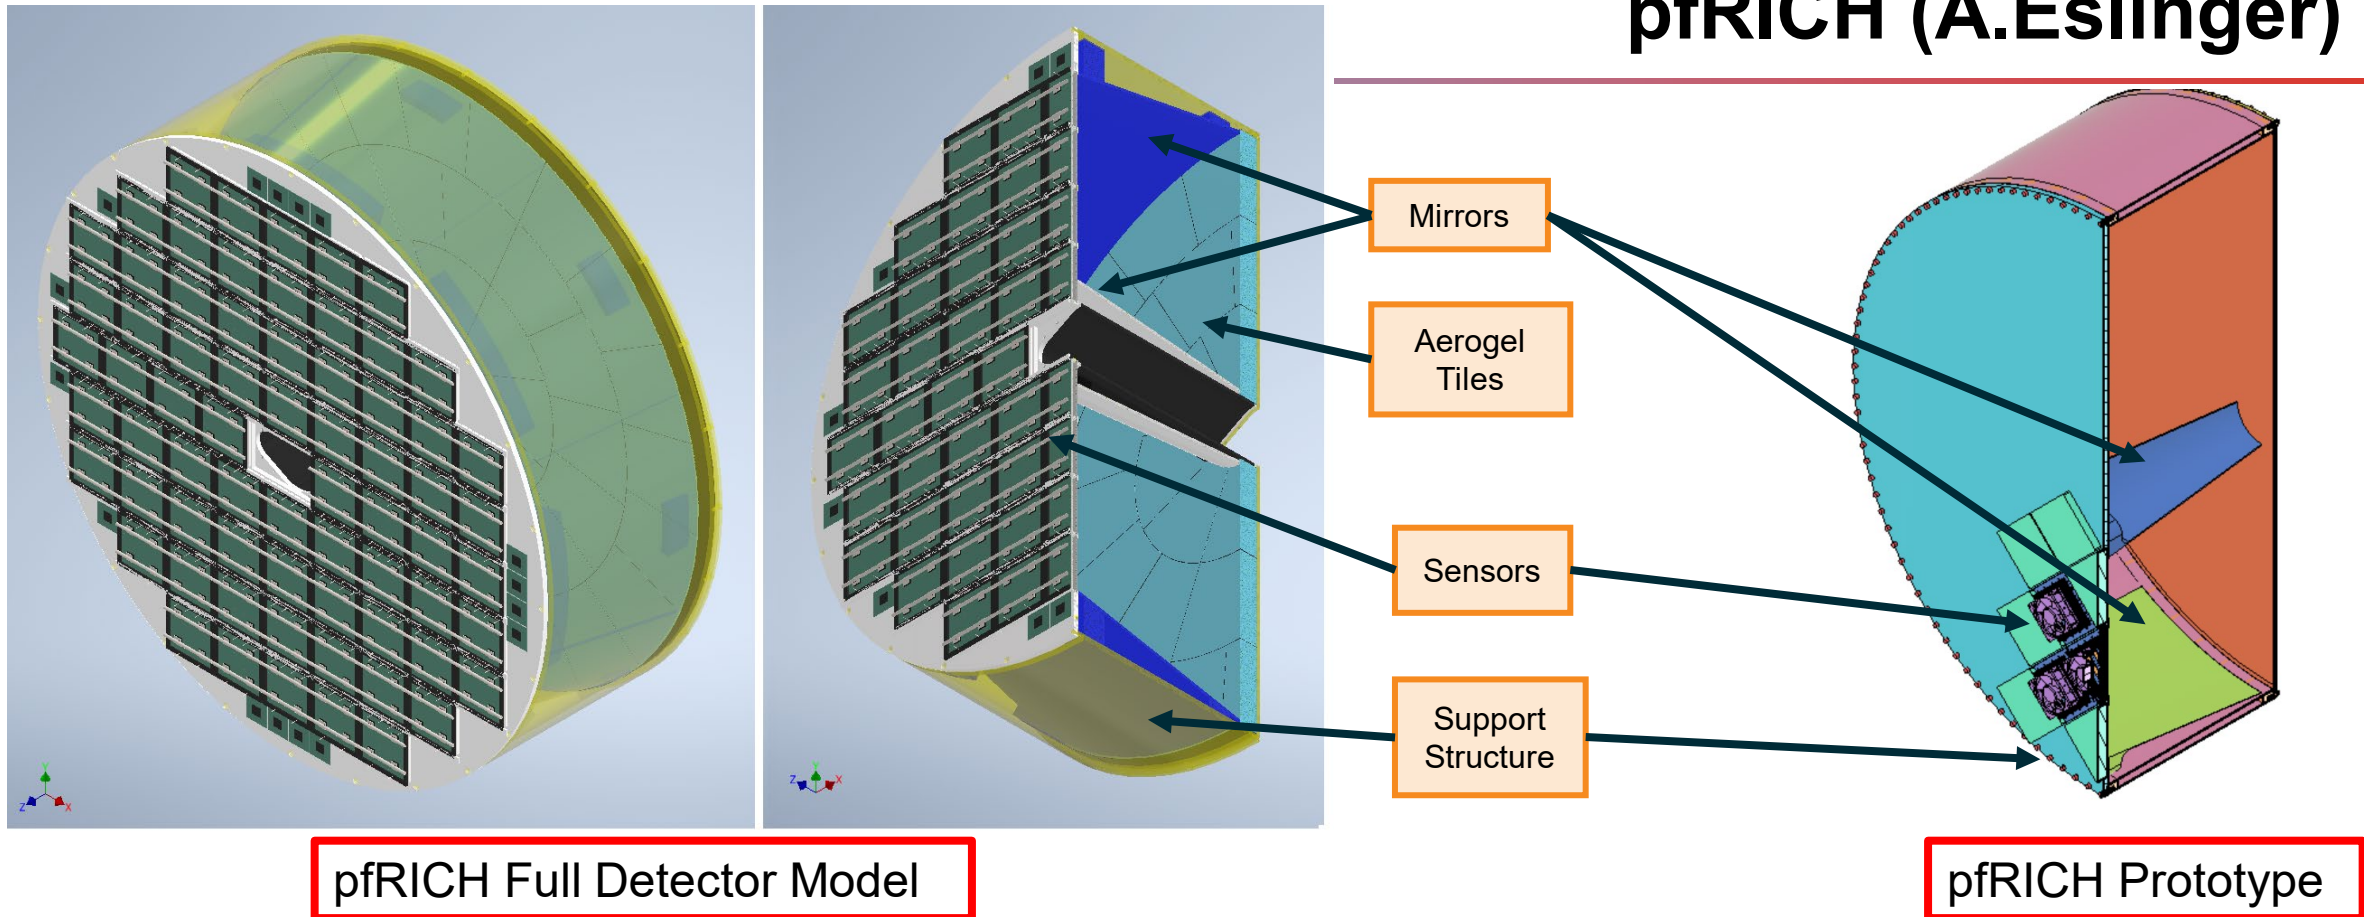 pfRICH (A.Eslinger)
Mirrors
Aerogel
Tiles
Sensors
Support
Structure
Y
Z
X
Y
Z
X
pfRICH Full Detector Model
pfRICH Prototype